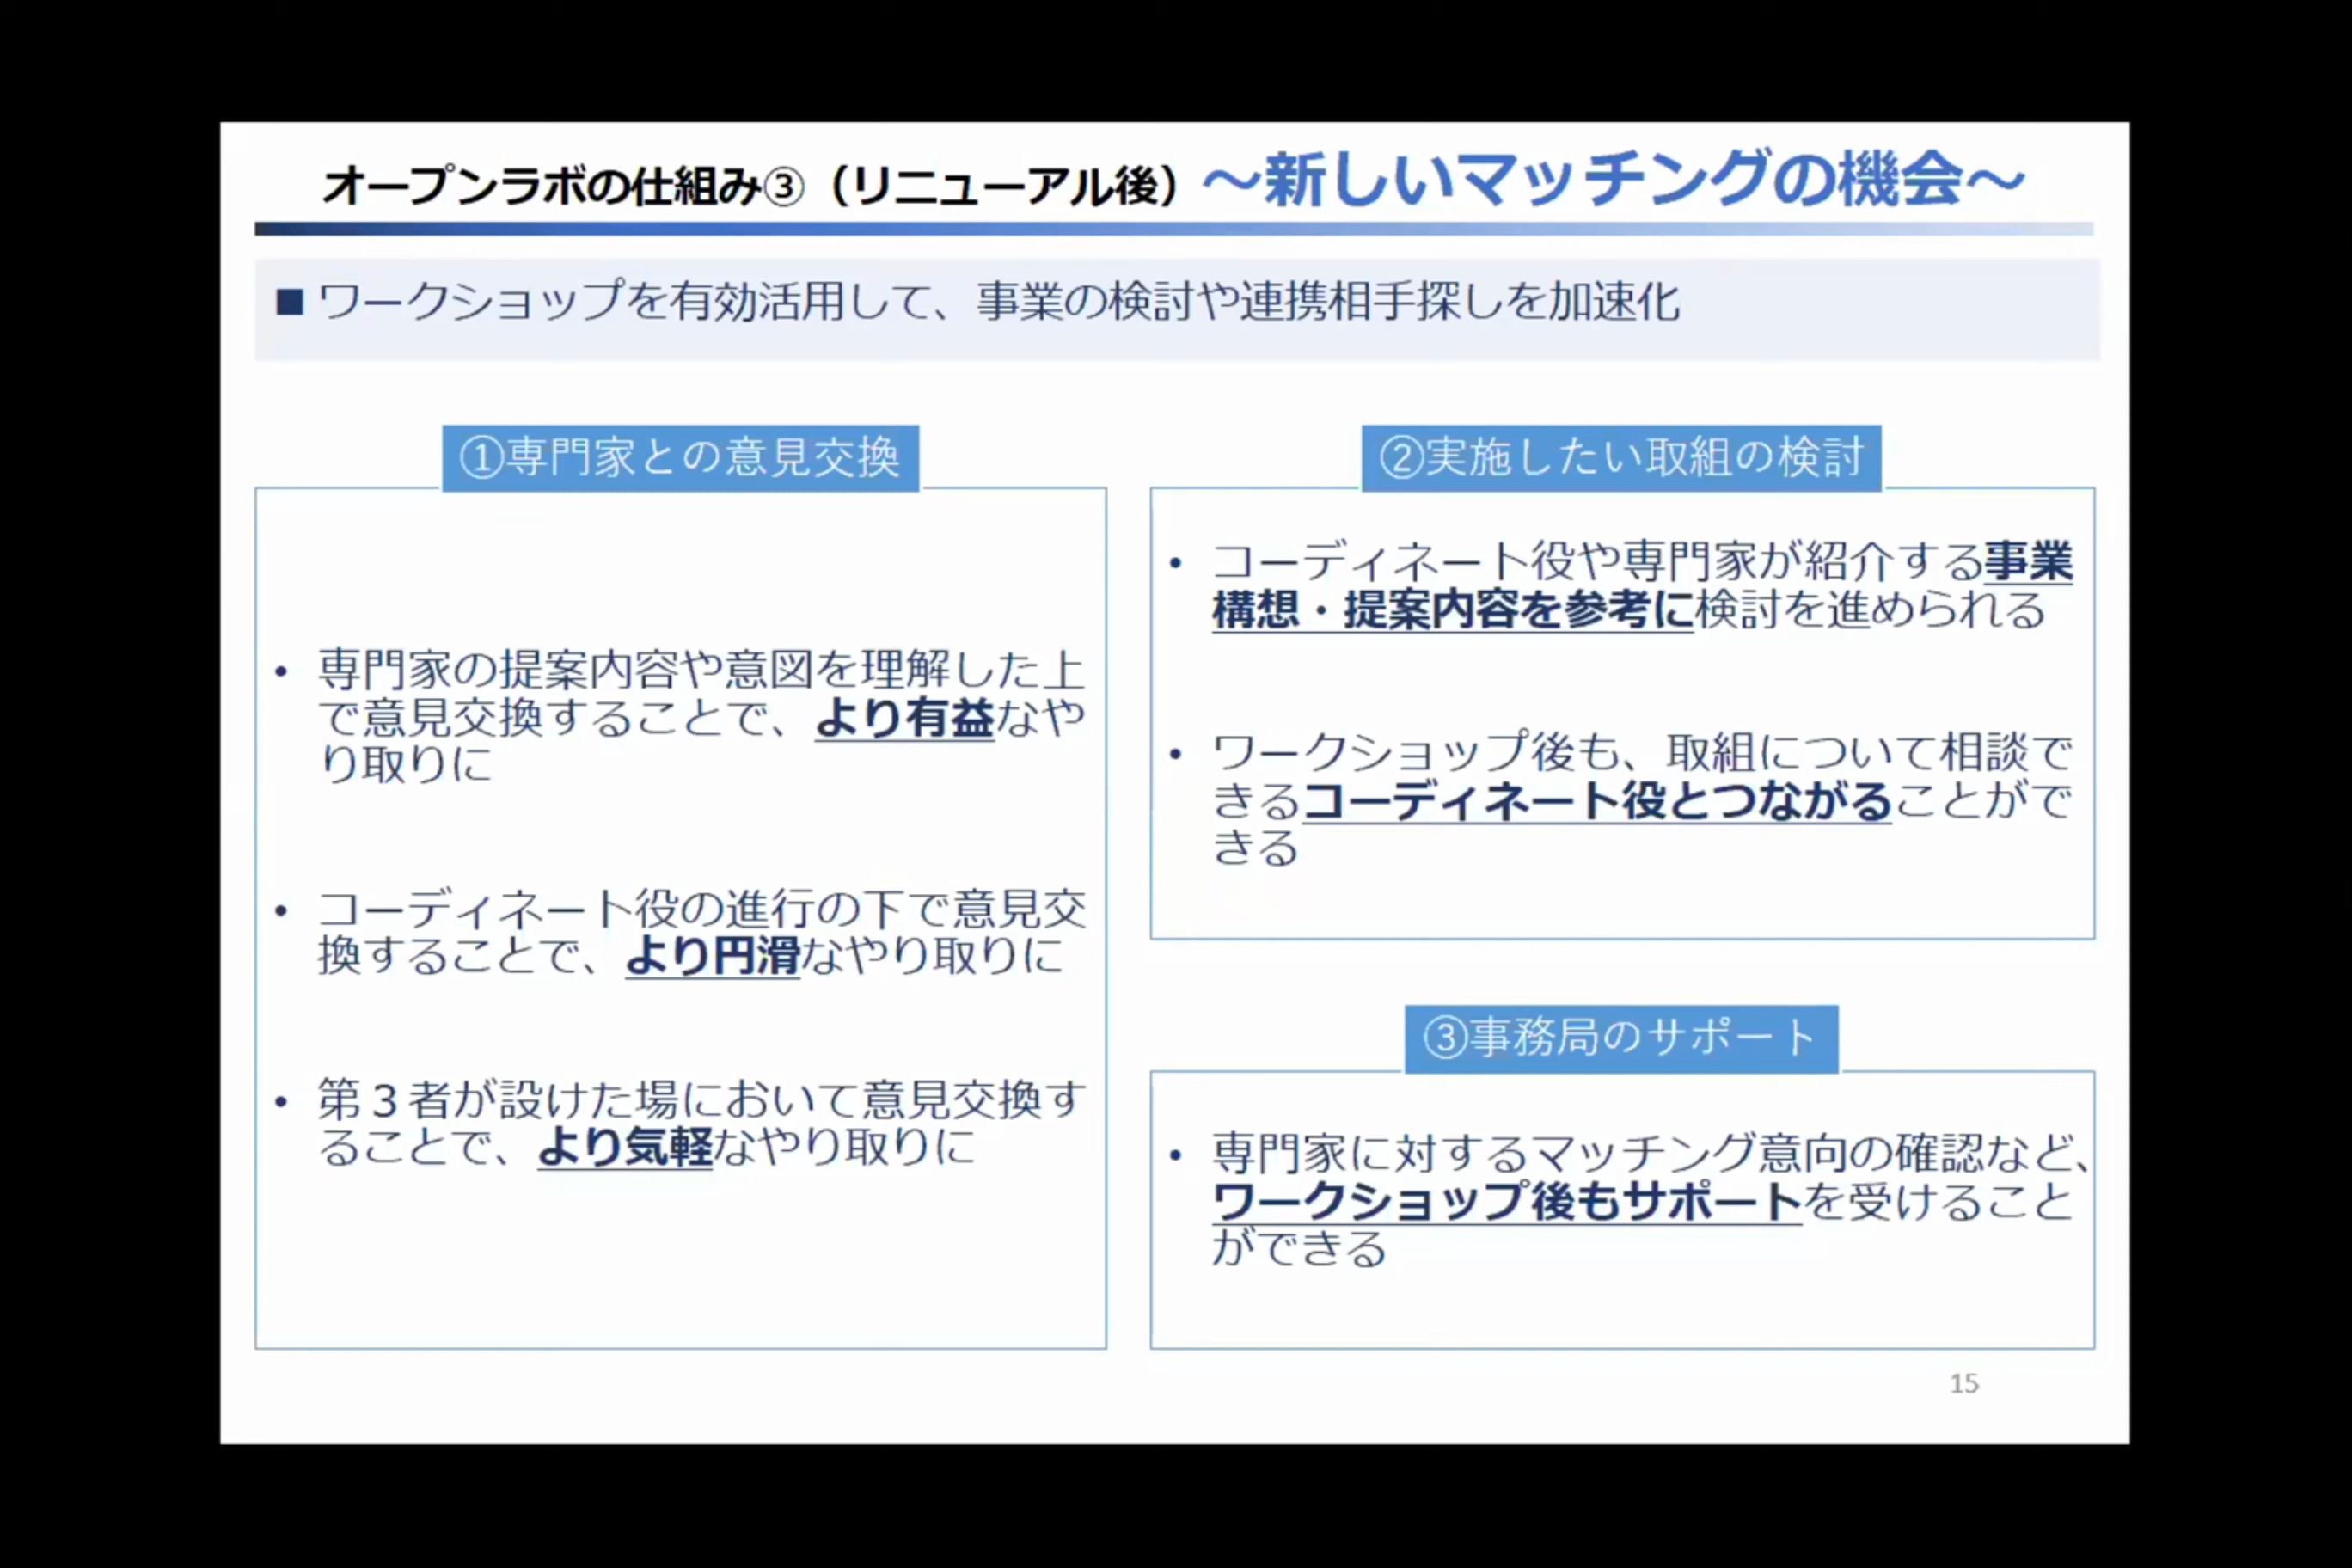 オープンラボの仕組み③（リニューアル後）～新しいマッチングの機会～
■ ワークショップを有効活用して、事業の検討や連携相手探しを加速化
①専門家との意見交換
• 専門家の提案内容や意図を理解した上
で意見交換することで、より有益なや
り取りに
• コーディネート役の進行の下で意見交
換することで、より円滑なやり取りに
• 第３者が設けた場において意見交換す
ることで、より気軽なやり取りに
②実施したい取組の検討
• コーディネート役や専門家が紹介する事業
構想・提案内容を参考に検討を進められる
• ワークショップ後も、取組について相談で
きるコーディネート役とつながることがで
きる
③事務局のサポート
• 専門家に対するマッチング意向の確認など、
ワークショップ後もサポートを受けること
ができる
15